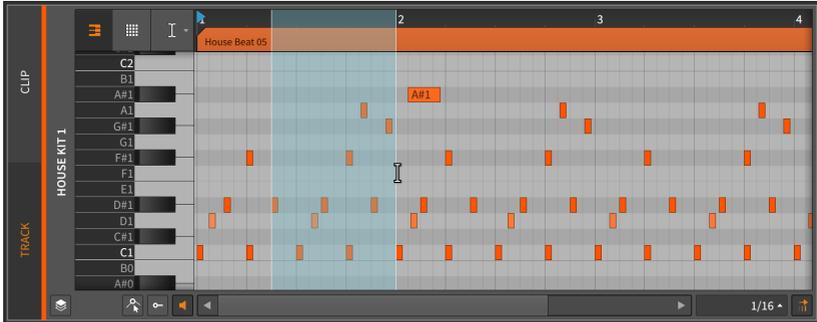 1
2
3
4
House Beat 05
CLIP
TRACK
HOUSE KIT 1
C2
B1
A#1
A#1
A1
G#1
G1
F#1
F1
E1
D#1
D1
C#1
C1
B0
A#0
1/16